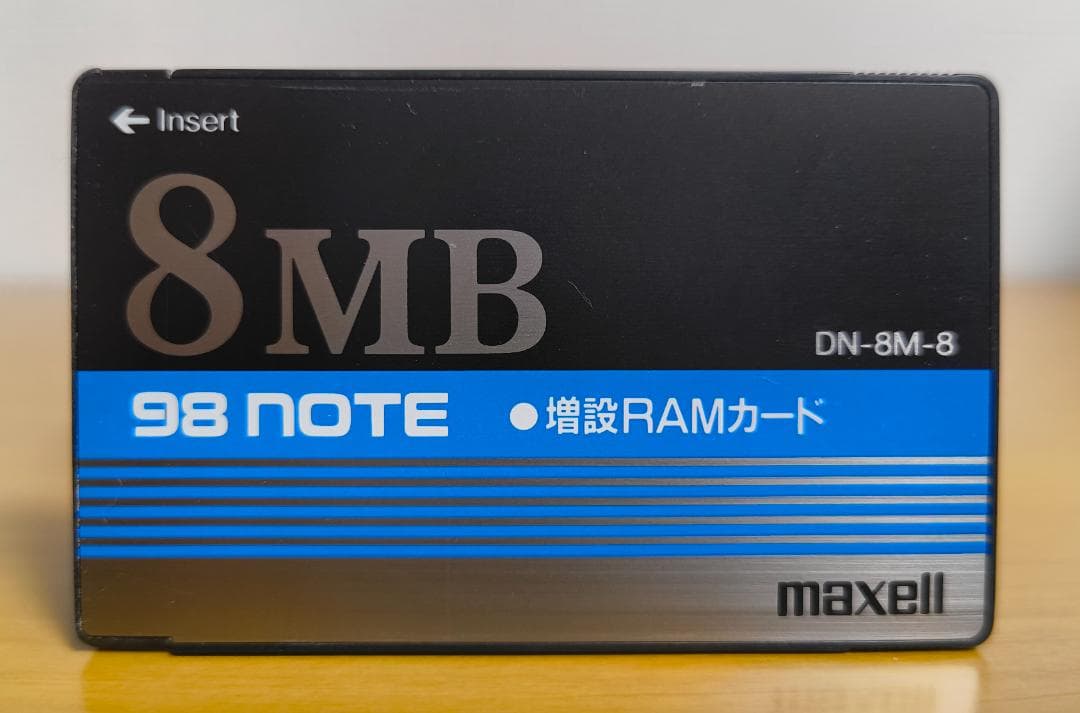 ← Insert
8MB
DN-8M-8
98 NOTE ●増設RAMカード
maxell